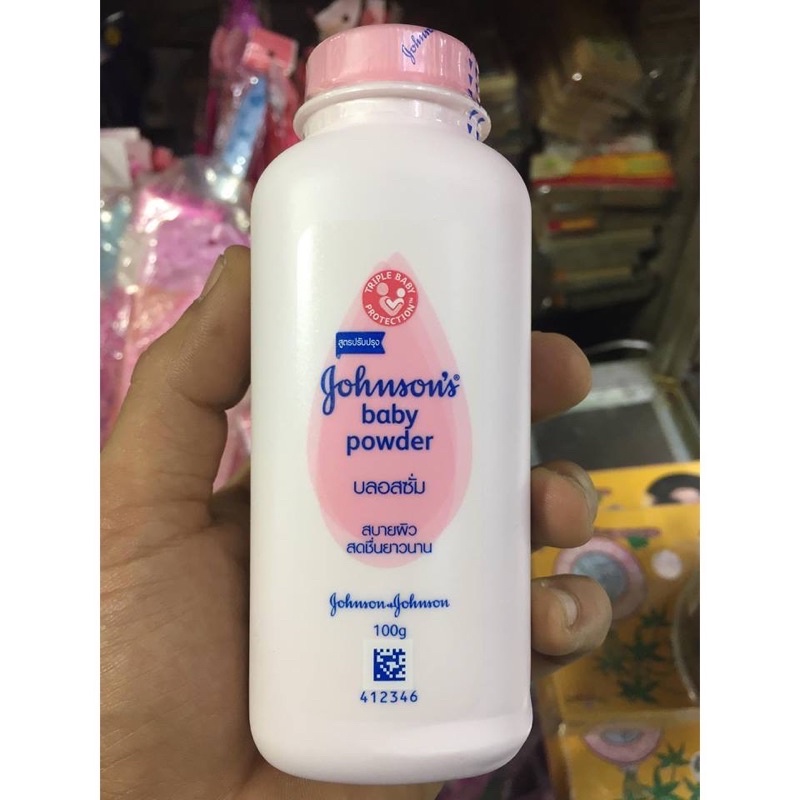 Johnson's
TRIPLE BABY
PROTECTION™
สูตรปรับปรุง
Johnson's®
baby
powder
บลอสซั่ม
สบายผิว
สดชื่นยาวนาน
Johnson & Johnson
100g
412346